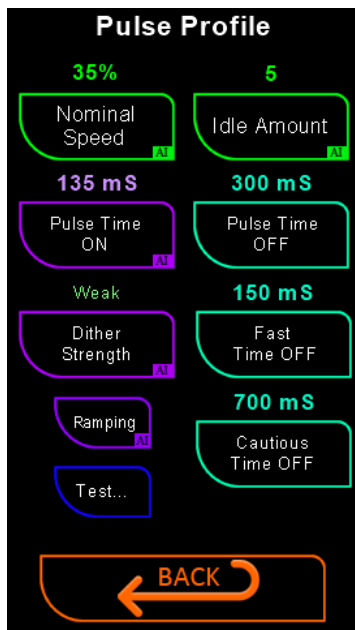 Pulse Profile
35%
5
Nominal
Speed
AI
Idle Amount
AI
135 mS
300 mS
Pulse Time
ON
AI
Pulse Time
OFF
Weak
150 mS
Dither
Strength
AI
Fast
Time OFF
700 mS
Ramping
AI
Cautious
Time OFF
Test...
BACK